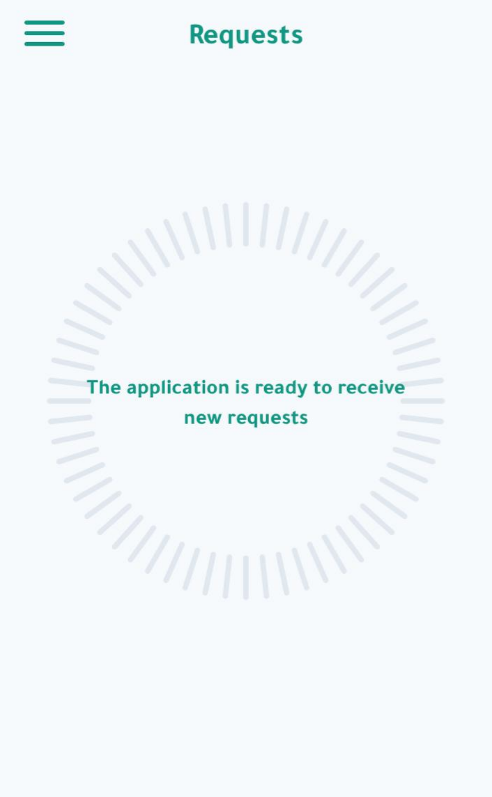 Requests
The application is ready to receive
new requests